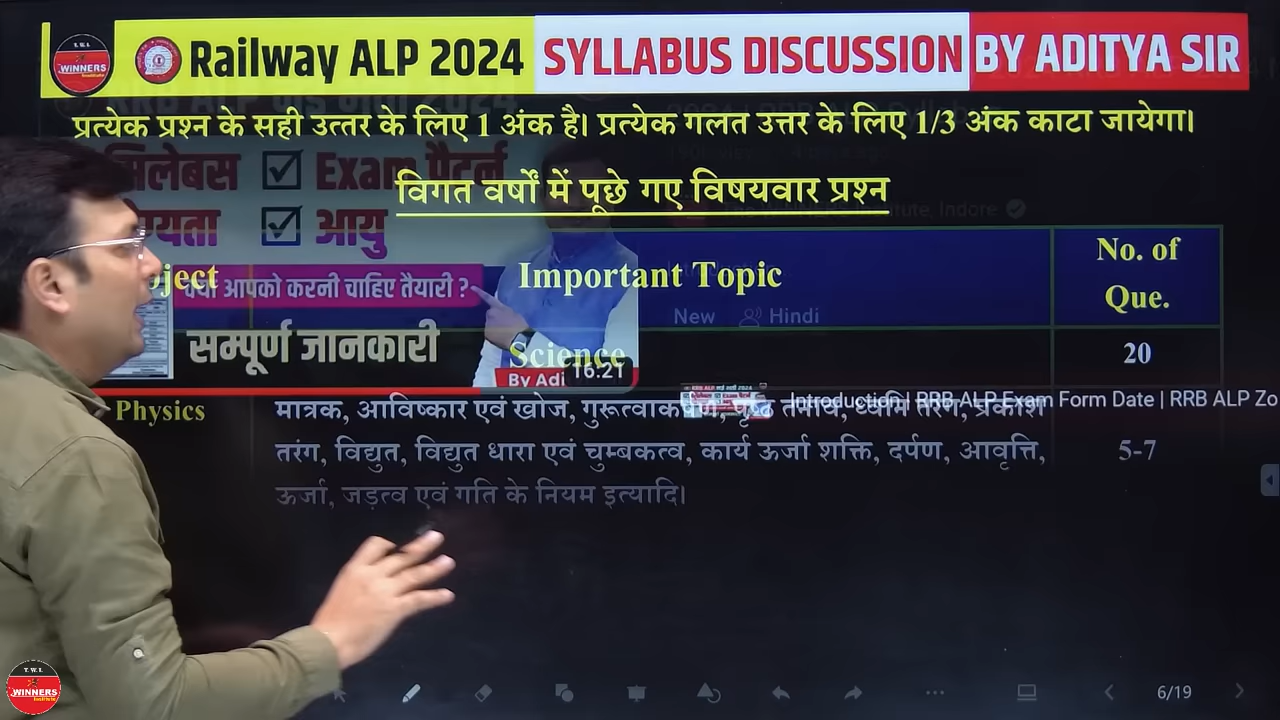 T. W. I.
WINNERS
Railway ALP 2024 SYLLABUS DISCUSSION BY ADITYA SIR
प्रत्येक प्रश्न के सही उत्तर के लिए 1 अंक है। प्रत्येक गलत उत्तर के लिए 1/3 अंक काटा जायेगा।
सिलेबस Exam पैटर्न
विगत वर्षों में पूछे गए विषयवार प्रश्न
आयु
Indore
Important Topic
No. of
Que.
क्या आपको करनी चाहिए तैयारी ?
New Hindi
सम्पूर्ण जानकारी
Science
20
By Adi 16:21
Introduction | RRB ALP Exam Form Date | RRB ALP Zo
Physics
मात्रक, आविष्कार एवं खोज, तरंग, प्रकाश
तरंग, विद्युत, विद्युत धारा एवं चुम्बकत्व, कार्य ऊर्जा शक्ति, दर्पण, आवृत्ति,
5-7
ऊर्जा, जड़त्व एवं गति के नियम इत्यादि।
T. W. I.
WINNERS
6/19